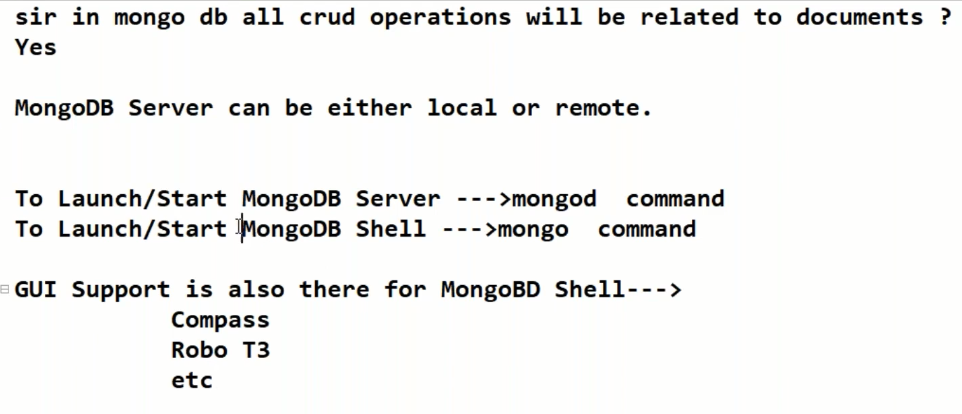 sir in mongo db all crud operations will be related to documents ?
Yes
MongoDB Server can be either local or remote.
To Launch/Start MongoDB Server --->mongod  command
To Launch/Start MongoDB Shell --->mongo  command
GUI Support is also there for MongoBD Shell--->
Compass
Robo T3
etc